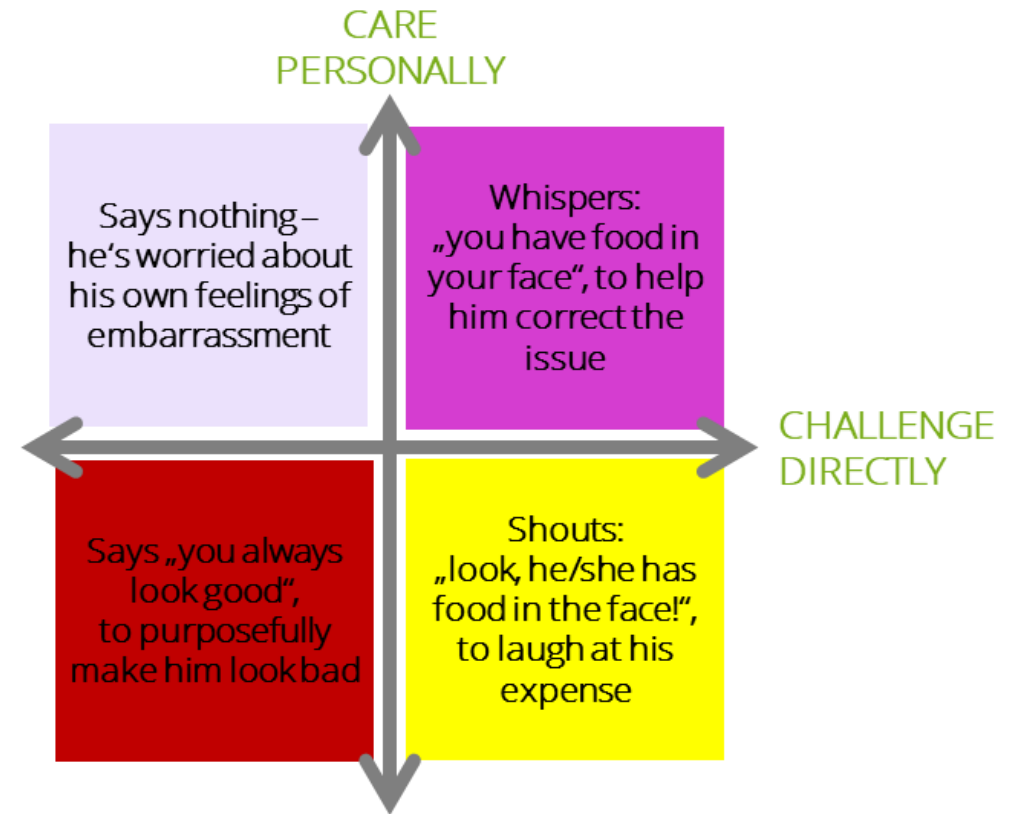 CARE
PERSONALLY
Says nothing –
he‘s worried about
his own feelings of
embarrassment
Whispers:
„you have food in
your face“, to help
him correct the
issue
CHALLENGE
DIRECTLY
Says „you always
look good“,
to purposefully
make him look bad
Shouts:
„look, he/she has
food in the face!“,
to laugh at his
expense